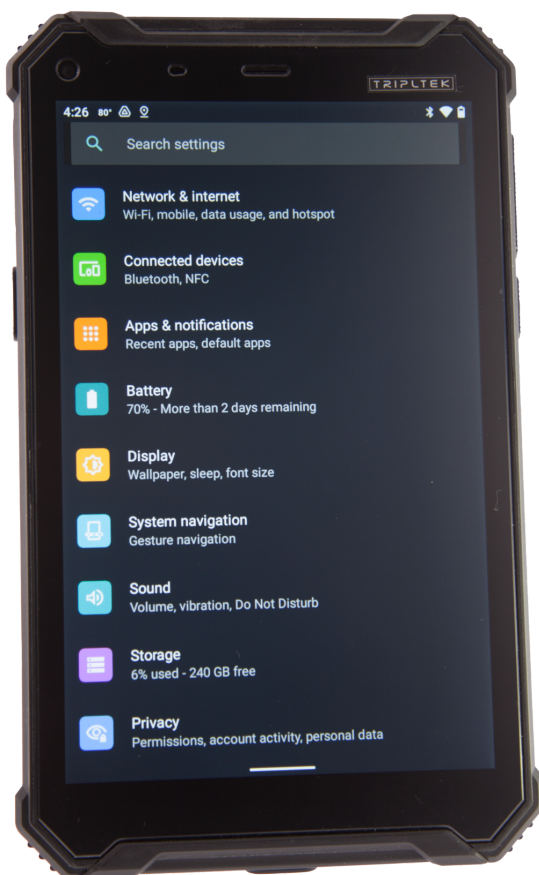 TRIPLTEK
4:26 80°
Search settings
Network & internet
Wi-Fi, mobile, data usage, and hotspot
Connected devices
Bluetooth, NFC
Apps & notifications
Recent apps, default apps
Battery
70% - More than 2 days remaining
Display
Wallpaper, sleep, font size
System navigation
Gesture navigation
Sound
Volume, vibration, Do Not Disturb
Storage
6% used - 240 GB free
Privacy
Permissions, account activity, personal data